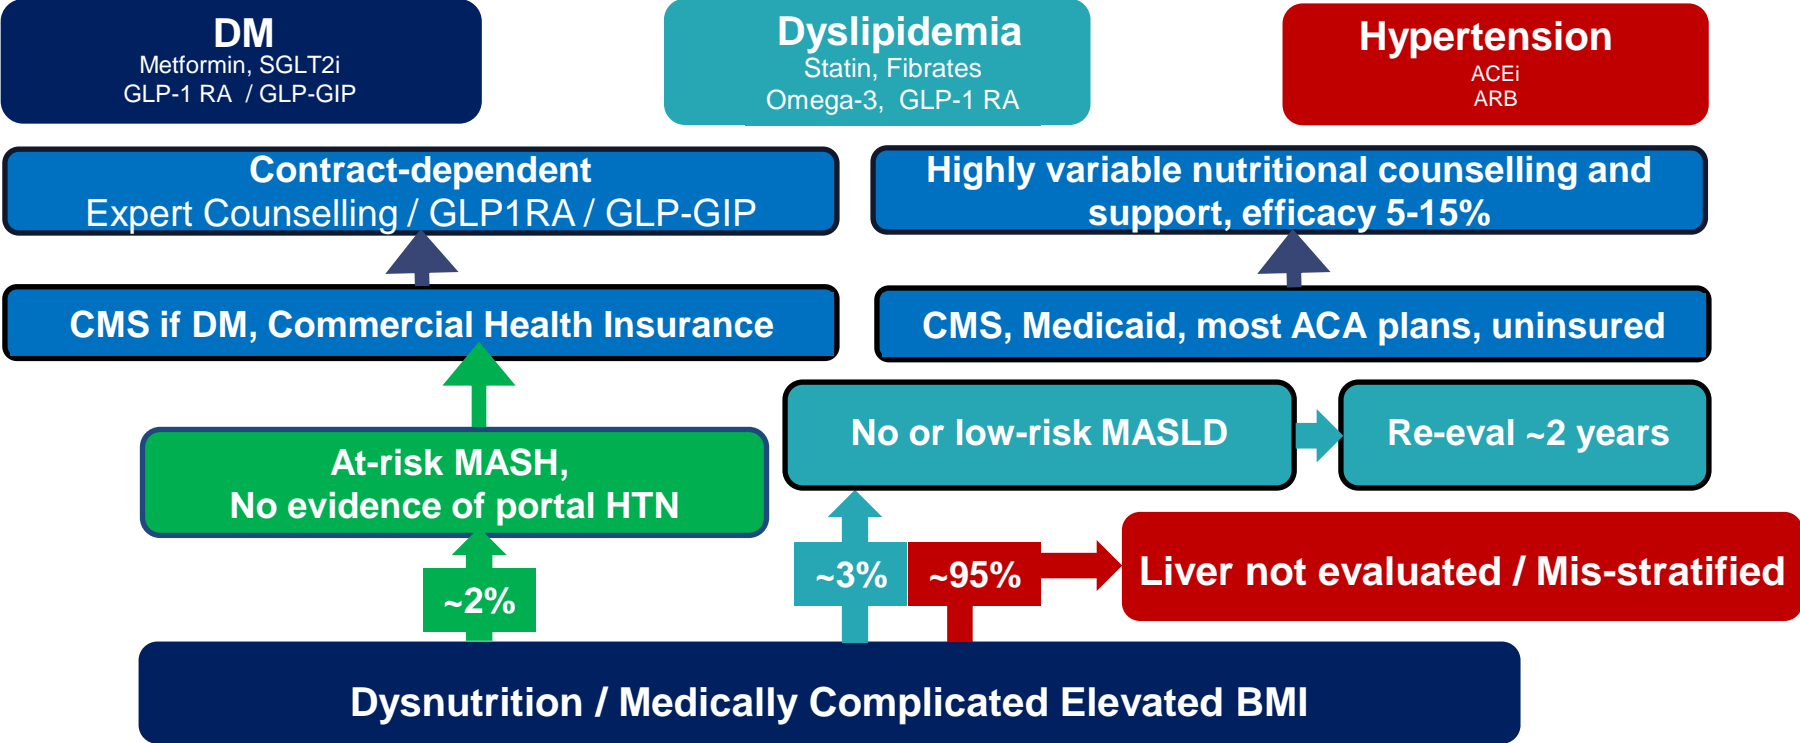 DM
Metformin, SGLT2i
GLP-1 RA / GLP-GIP
Dyslipidemia
Statin, Fibrates
Omega-3, GLP-1 RA
Hypertension
ACEi
ARB
Contract-dependent
Expert Counselling / GLP1RA / GLP-GIP
Highly variable nutritional counselling and
support, efficacy 5-15%
CMS if DM, Commercial Health Insurance
CMS, Medicaid, most ACA plans, uninsured
No or low-risk MASLD
Re-eval ~2 years
At-risk MASH,
No evidence of portal HTN
Liver not evaluated / Mis-stratified
~2%
~3%
~95%
Dysnutrition / Medically Complicated Elevated BMI